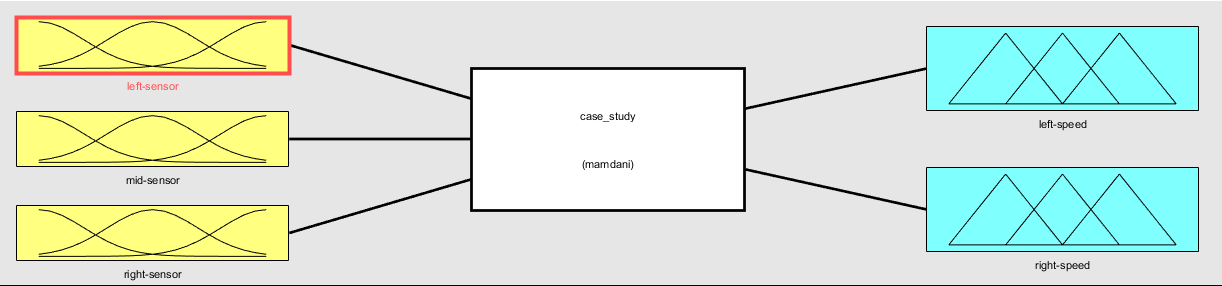 left-sensor
mid-sensor
right-sensor
case_study
(mamdani)
left-speed
right-speed